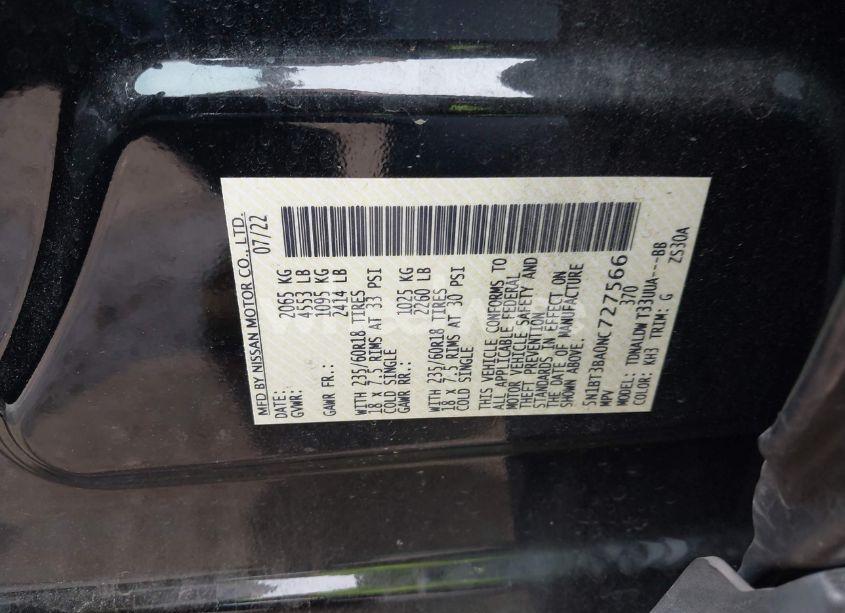 MFD BY NISSAN MOTOR CO., LTD.
DATE: 07/22
GVWR: 2065 KG
4553 LB
GAWR FR.: 1095 KG
2414 LB
WITH 235/60R18 TIRES
18 X 7.5 RIMS AT 33 PSI
COLD SINGLE
GAWR RR.: 1025 KG
2260 LB
WITH 235/60R18 TIRES
18 X 7.5 RIMS AT 30 PSI
COLD SINGLE
THIS VEHICLE CONFORMS TO
ALL APPLICABLE FEDERAL
MOTOR VEHICLE SAFETY AND
THEFT PREVENTION
STANDARDS IN EFFECT ON
THE DATE OF MANUFACTURE
SHOWN ABOVE.
5N1BT3BA0NC727566
MPV 370
MODEL: TDNALDWT33UUA---BB
COLOR: KH3 TRIM: G ZS30A